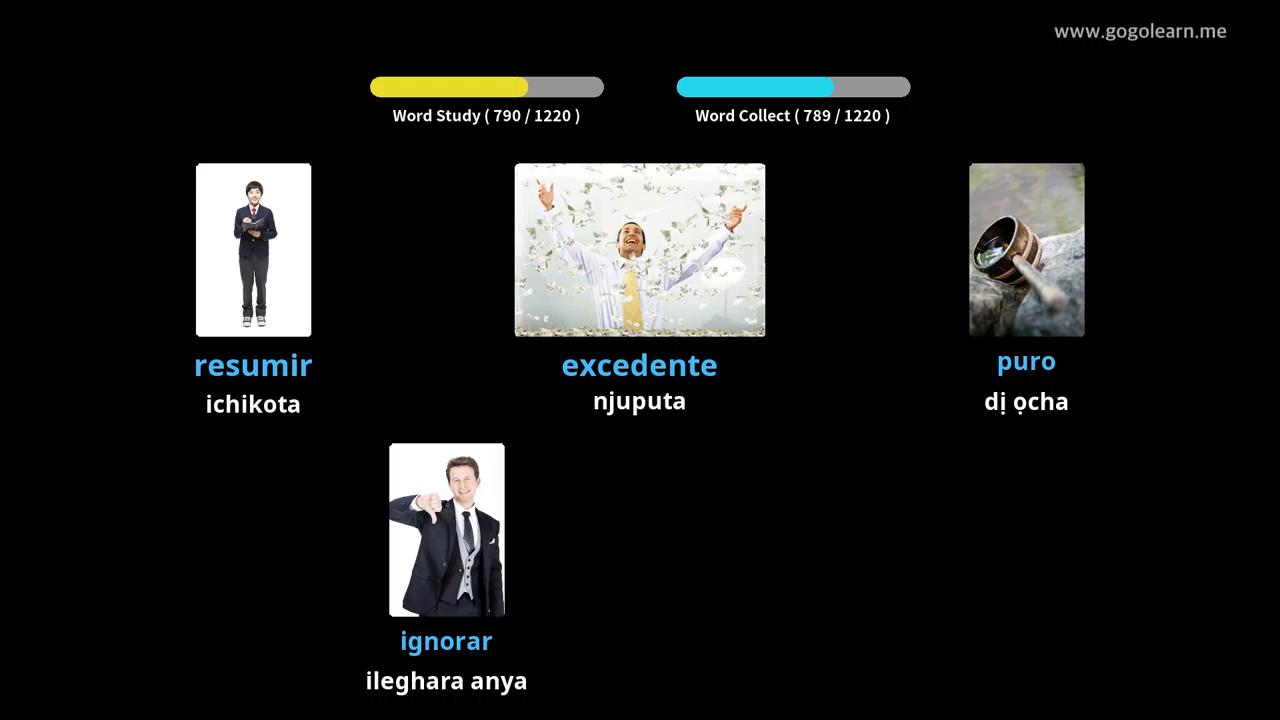 www.gogolearn.me
Word Study ( 790 / 1220 )
Word Collect ( 789 / 1220 )
resumir
ichikota
excedente
njuputa
puro
dị ọcha
ignorar
ileghara anya